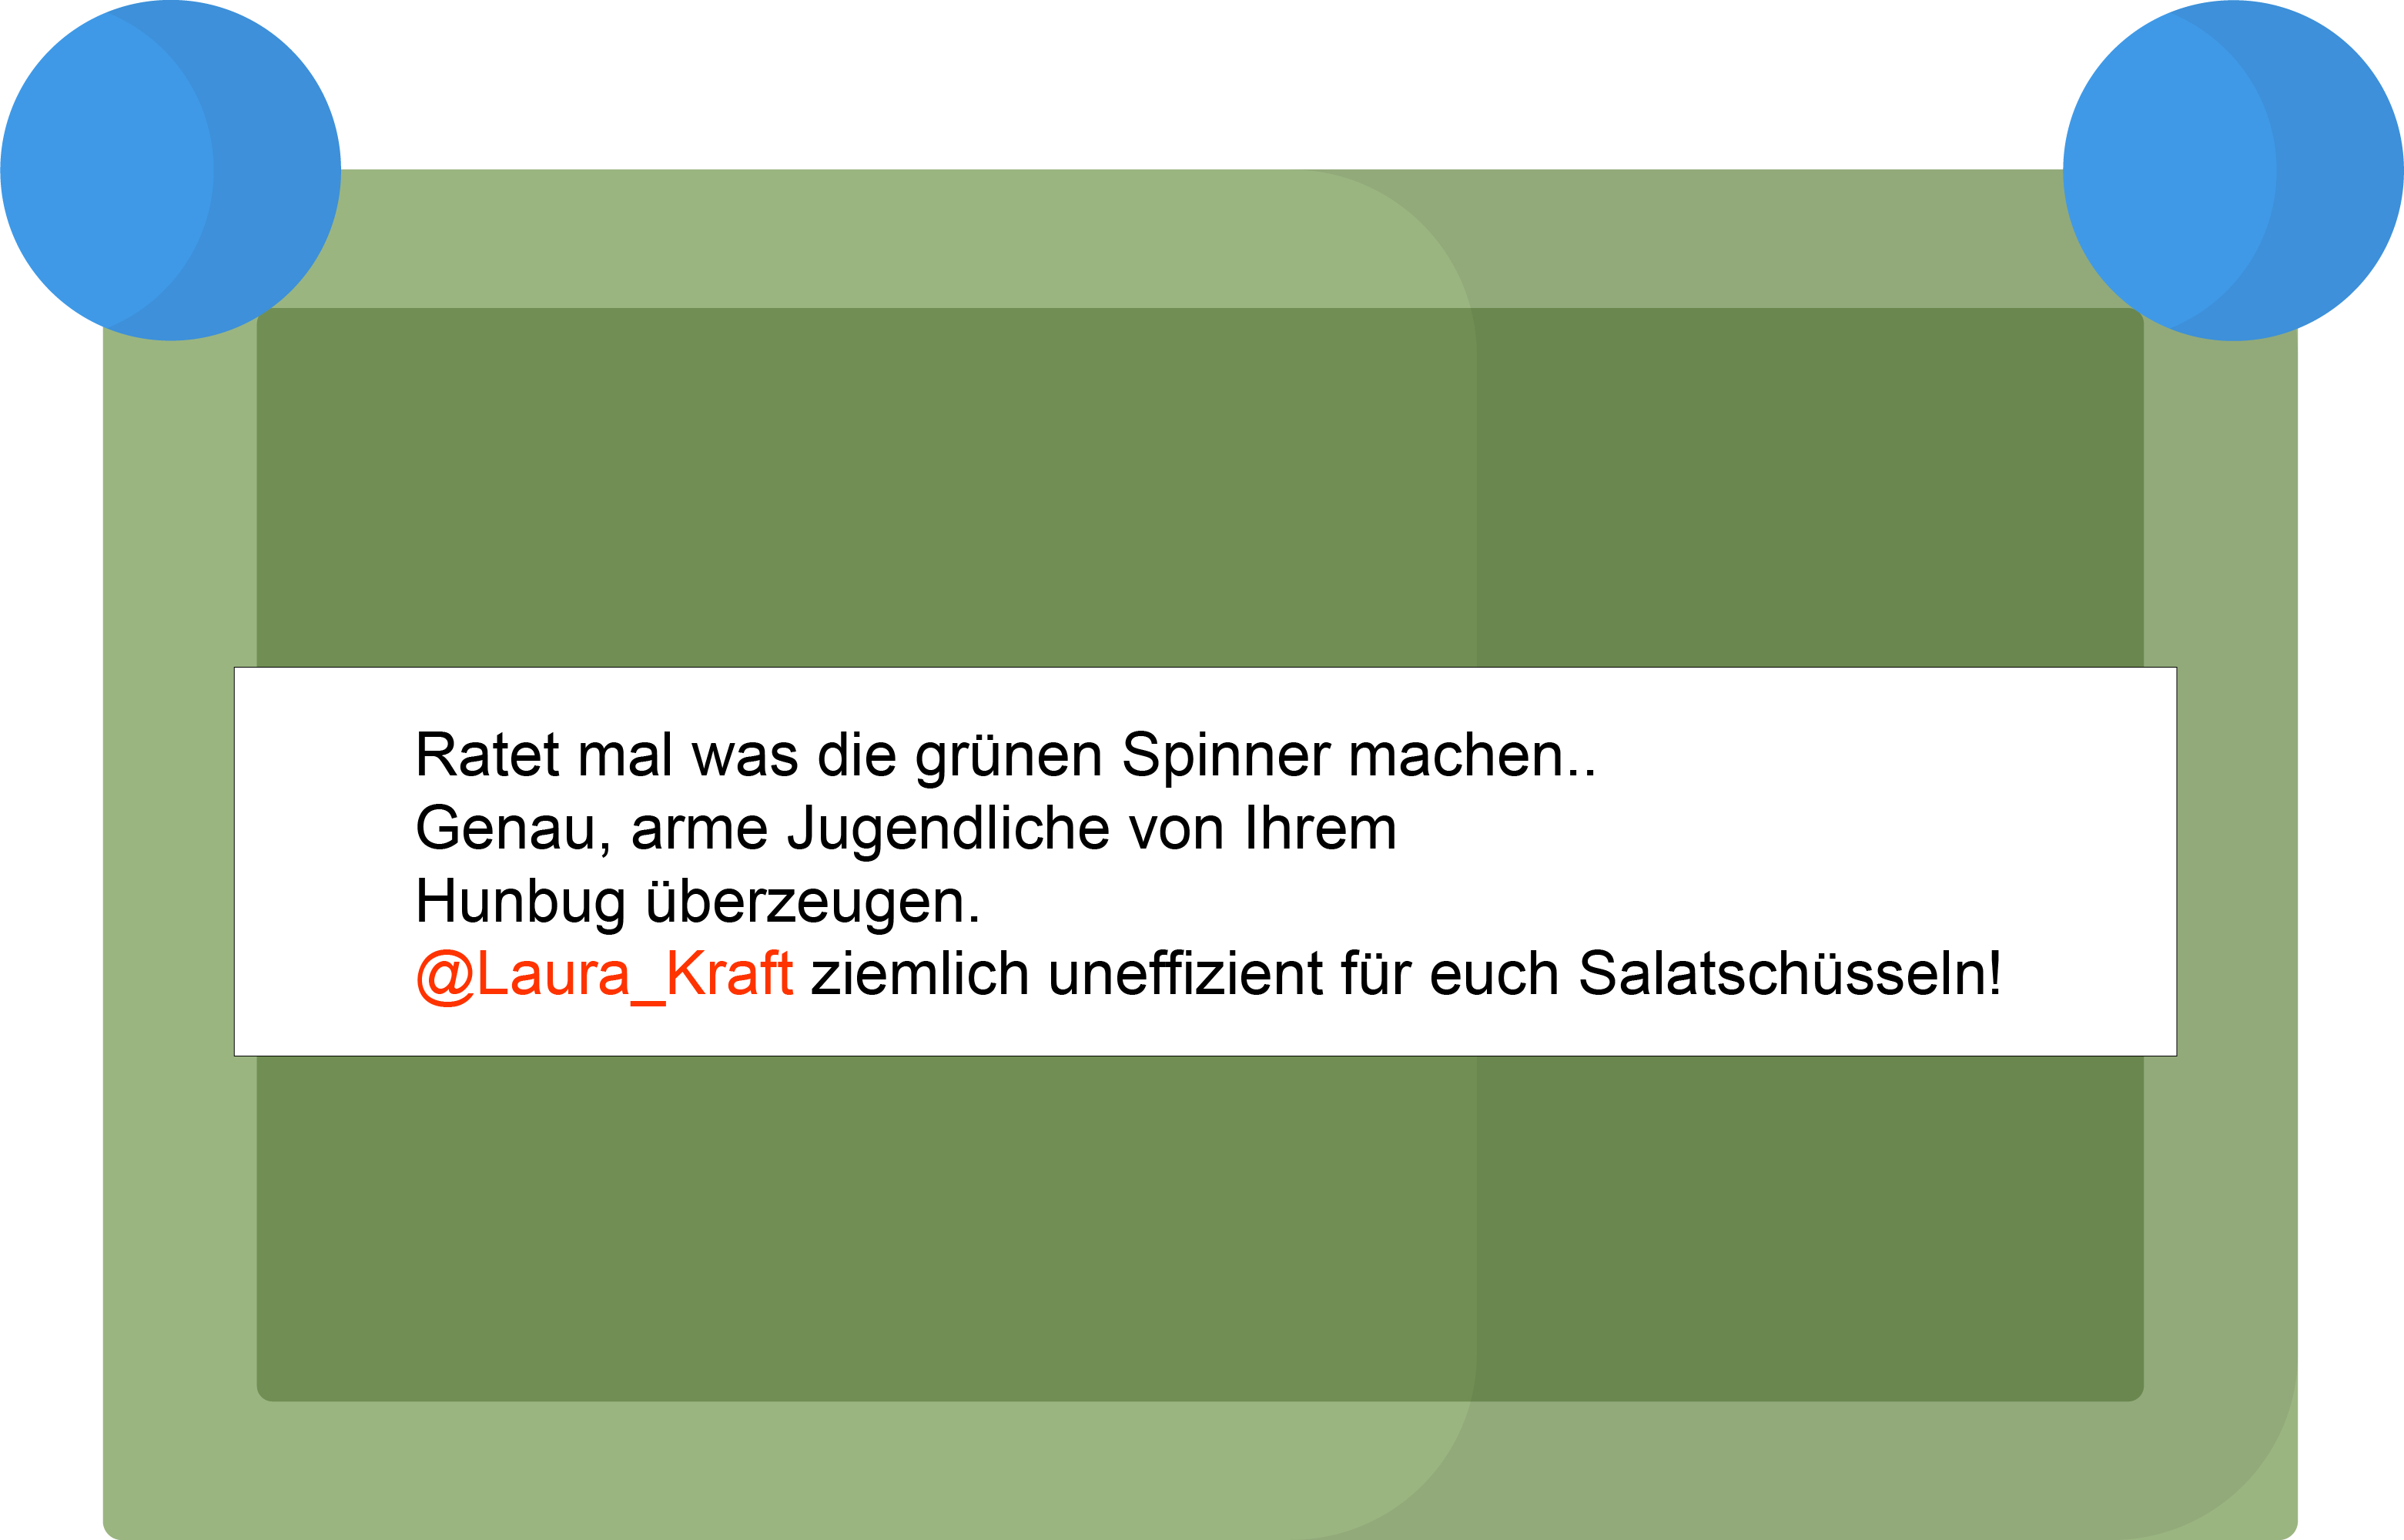 Ratet mal was die grünen Spinner machen..
Genau, arme Jugendliche von Ihrem
Hunbug überzeugen.
@Laura_Kraft ziemlich uneffizient für euch Salatschüsseln!